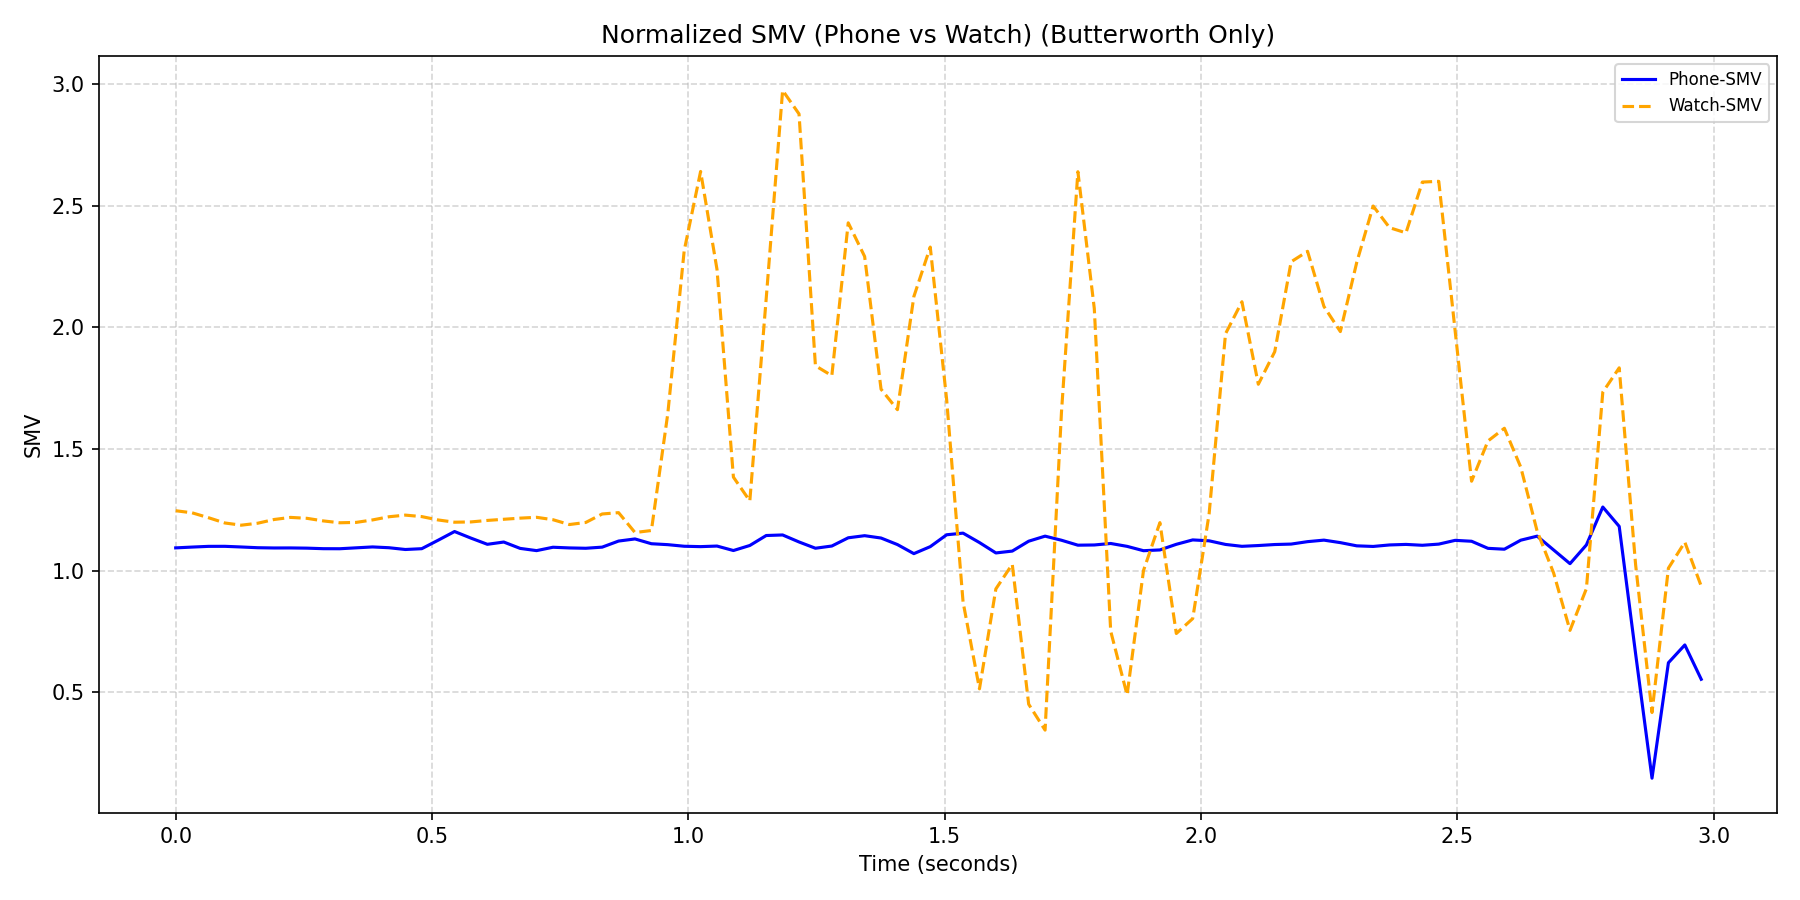 Normalized SMV (Phone vs Watch) (Butterworth Only)
Phone-SMV
Watch-SMV
SMV
3.0
2.5
2.0
1.5
1.0
0.5
0.0 0.5 1.0 1.5 2.0 2.5 3.0
Time (seconds)